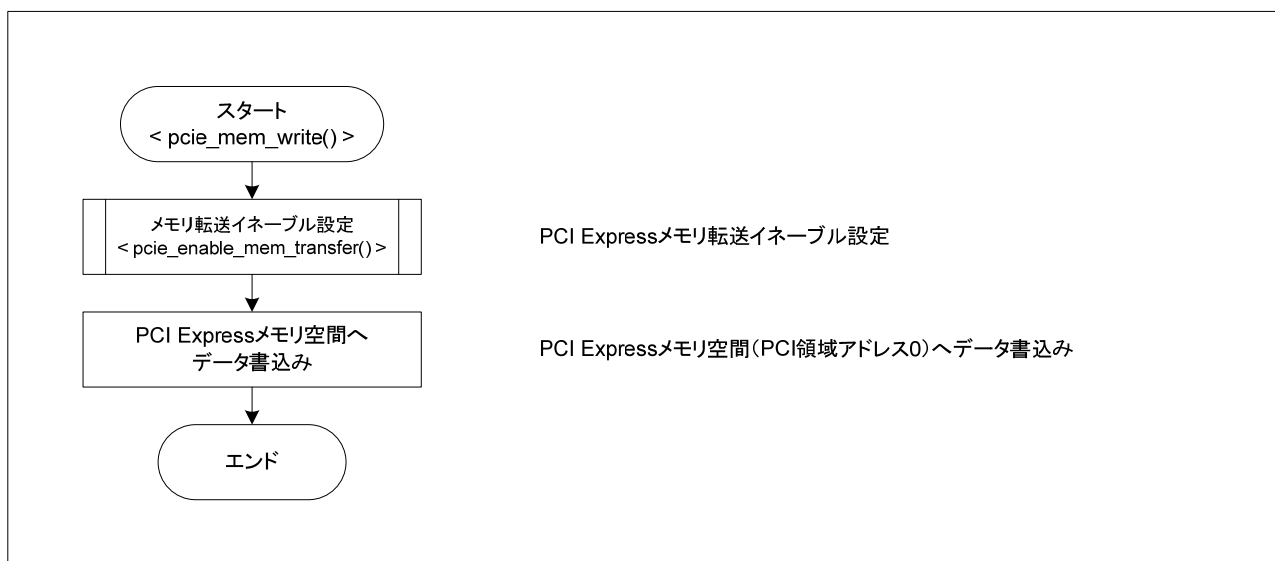 スタート
< pcie_mem_write() >
メモリ転送イネーブル設定
< pcie_enable_mem_transfer() >
PCI Expressメモリ転送イネーブル設定
PCI Expressメモリ空間へ
データ書込み
PCI Expressメモリ空間(PCI領域アドレス0)へデータ書込み
エンド